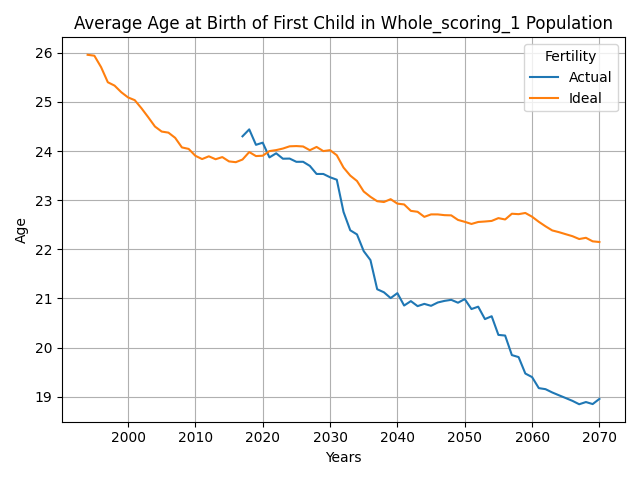 Average Age at Birth of First Child in Whole_scoring_1 Population
Fertility
Actual
Ideal
26
25
24
23
22
21
20
19
Age
2000
2010
2020
2030
2040
2050
2060
2070
Years